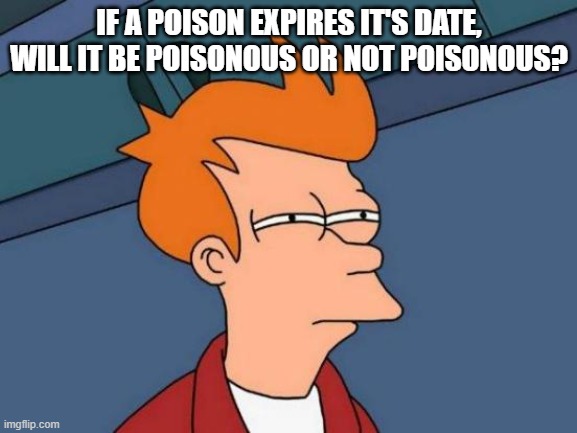 IF A POISON EXPIRES IT'S DATE,
WILL IT BE POISONOUS OR NOT POISONOUS?
imgflip.com